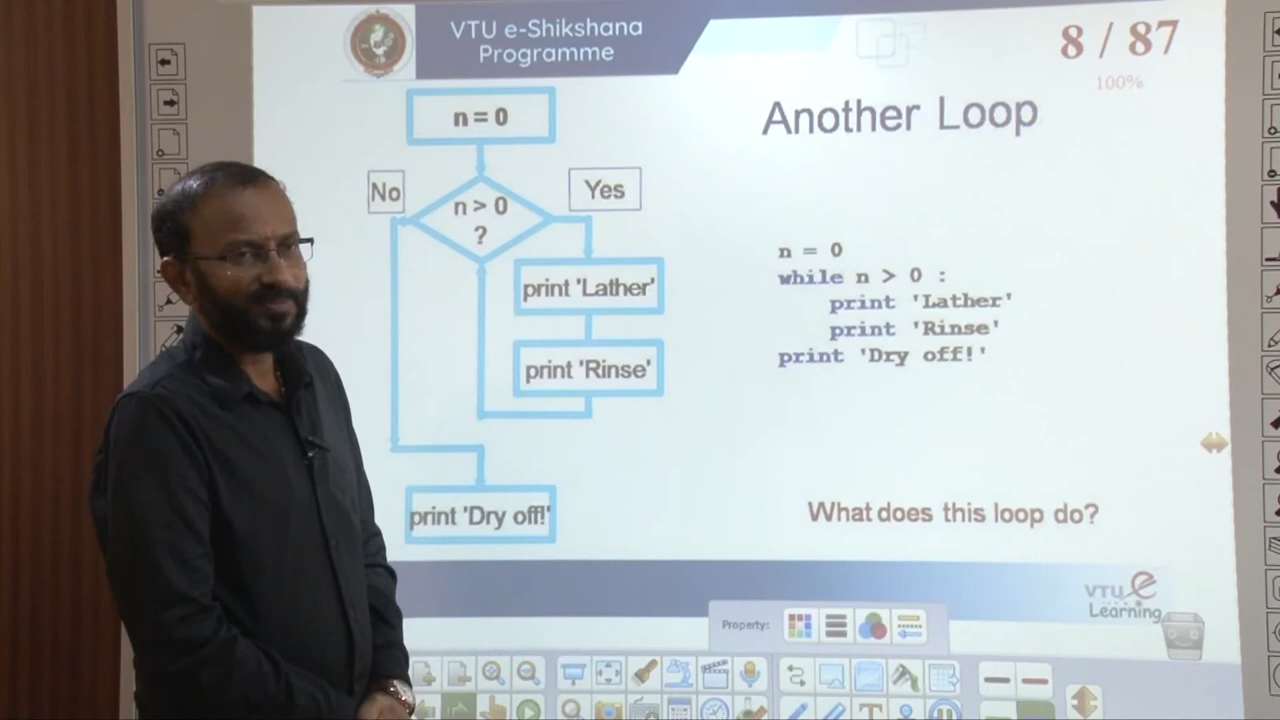 VTU e-Shikshana
Programme
8 / 87
100%
Another Loop
n = 0
No
Yes
n > 0
?
print 'Lather'
print 'Rinse'
print 'Dry off!'
n = 0
while n > 0 :
print 'Lather'
print 'Rinse'
print 'Dry off!'
What does this loop do?
VTU e
Learning
Property: